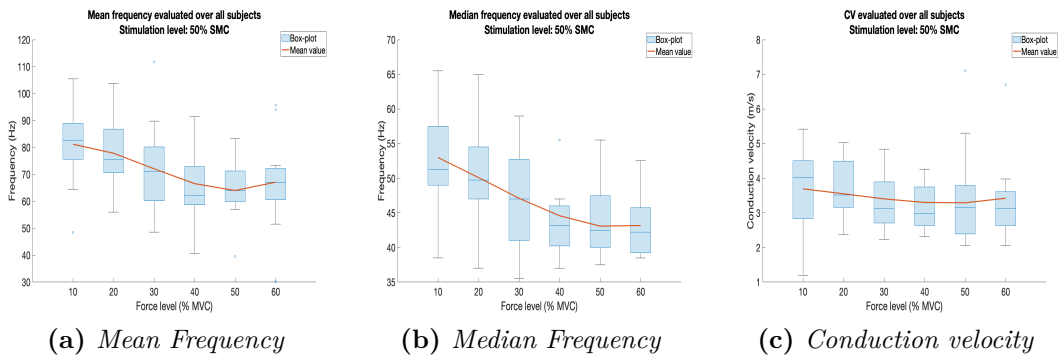 Mean frequency evaluated over all subjects
Stimulation level: 50% SMC
120
110
100
90
80
70
60
50
40
30
Frequency (Hz)
Box-plot
Mean value
10 20 30 40 50 60
Force level (% MVC)
(a) Mean Frequency
Median frequency evaluated over all subjects
Stimulation level: 50% SMC
70
65
60
55
50
45
40
35
Frequency (Hz)
Box-plot
Mean value
10 20 30 40 50 60
Force level (% MVC)
(b) Median Frequency
CV evaluated over all subjects
Stimulation level: 50% SMC
8
7
6
5
4
3
2
1
Conduction velocity (m/s)
Box-plot
Mean value
10 20 30 40 50 60
Force level (% MVC)
(c) Conduction velocity